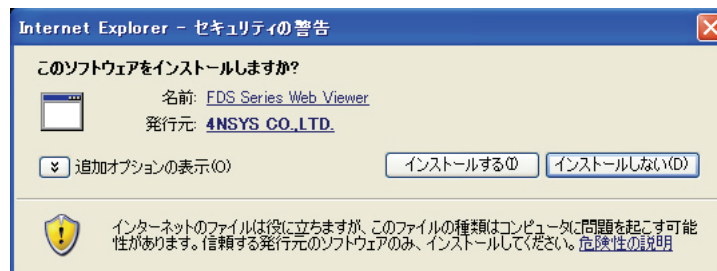 Internet Explorer - セキュリティの警告
このソフトウェアをインストールしますか?
名前: FDS Series Web Viewer
発行元: 4NSYS CO.,LTD.
追加オプションの表示(O)
インストールする(I)
インストールしない(D)
インターネットのファイルは役に立ちますが、このファイルの種類はコンピュータに問題を起こす可能
性があります。信頼する発行元のソフトウェアのみ、インストールしてください。危険性の説明